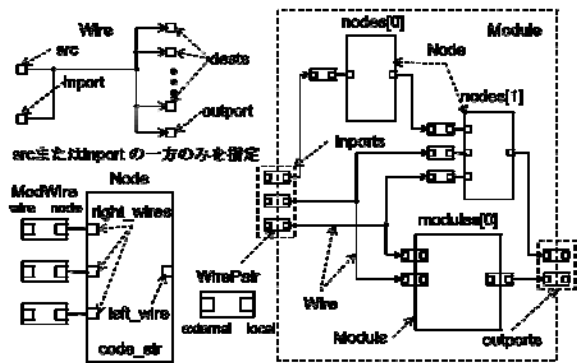 Wire
src
inport
dests
outport
srcまたはinport の一方のみを指定
ModWire
wire node
Node
right_wires
left_wire
code_str
WirePair
external local
nodes[0]
Module
Node
nodes[1]
inports
modules[0]
Wire
Module
outports